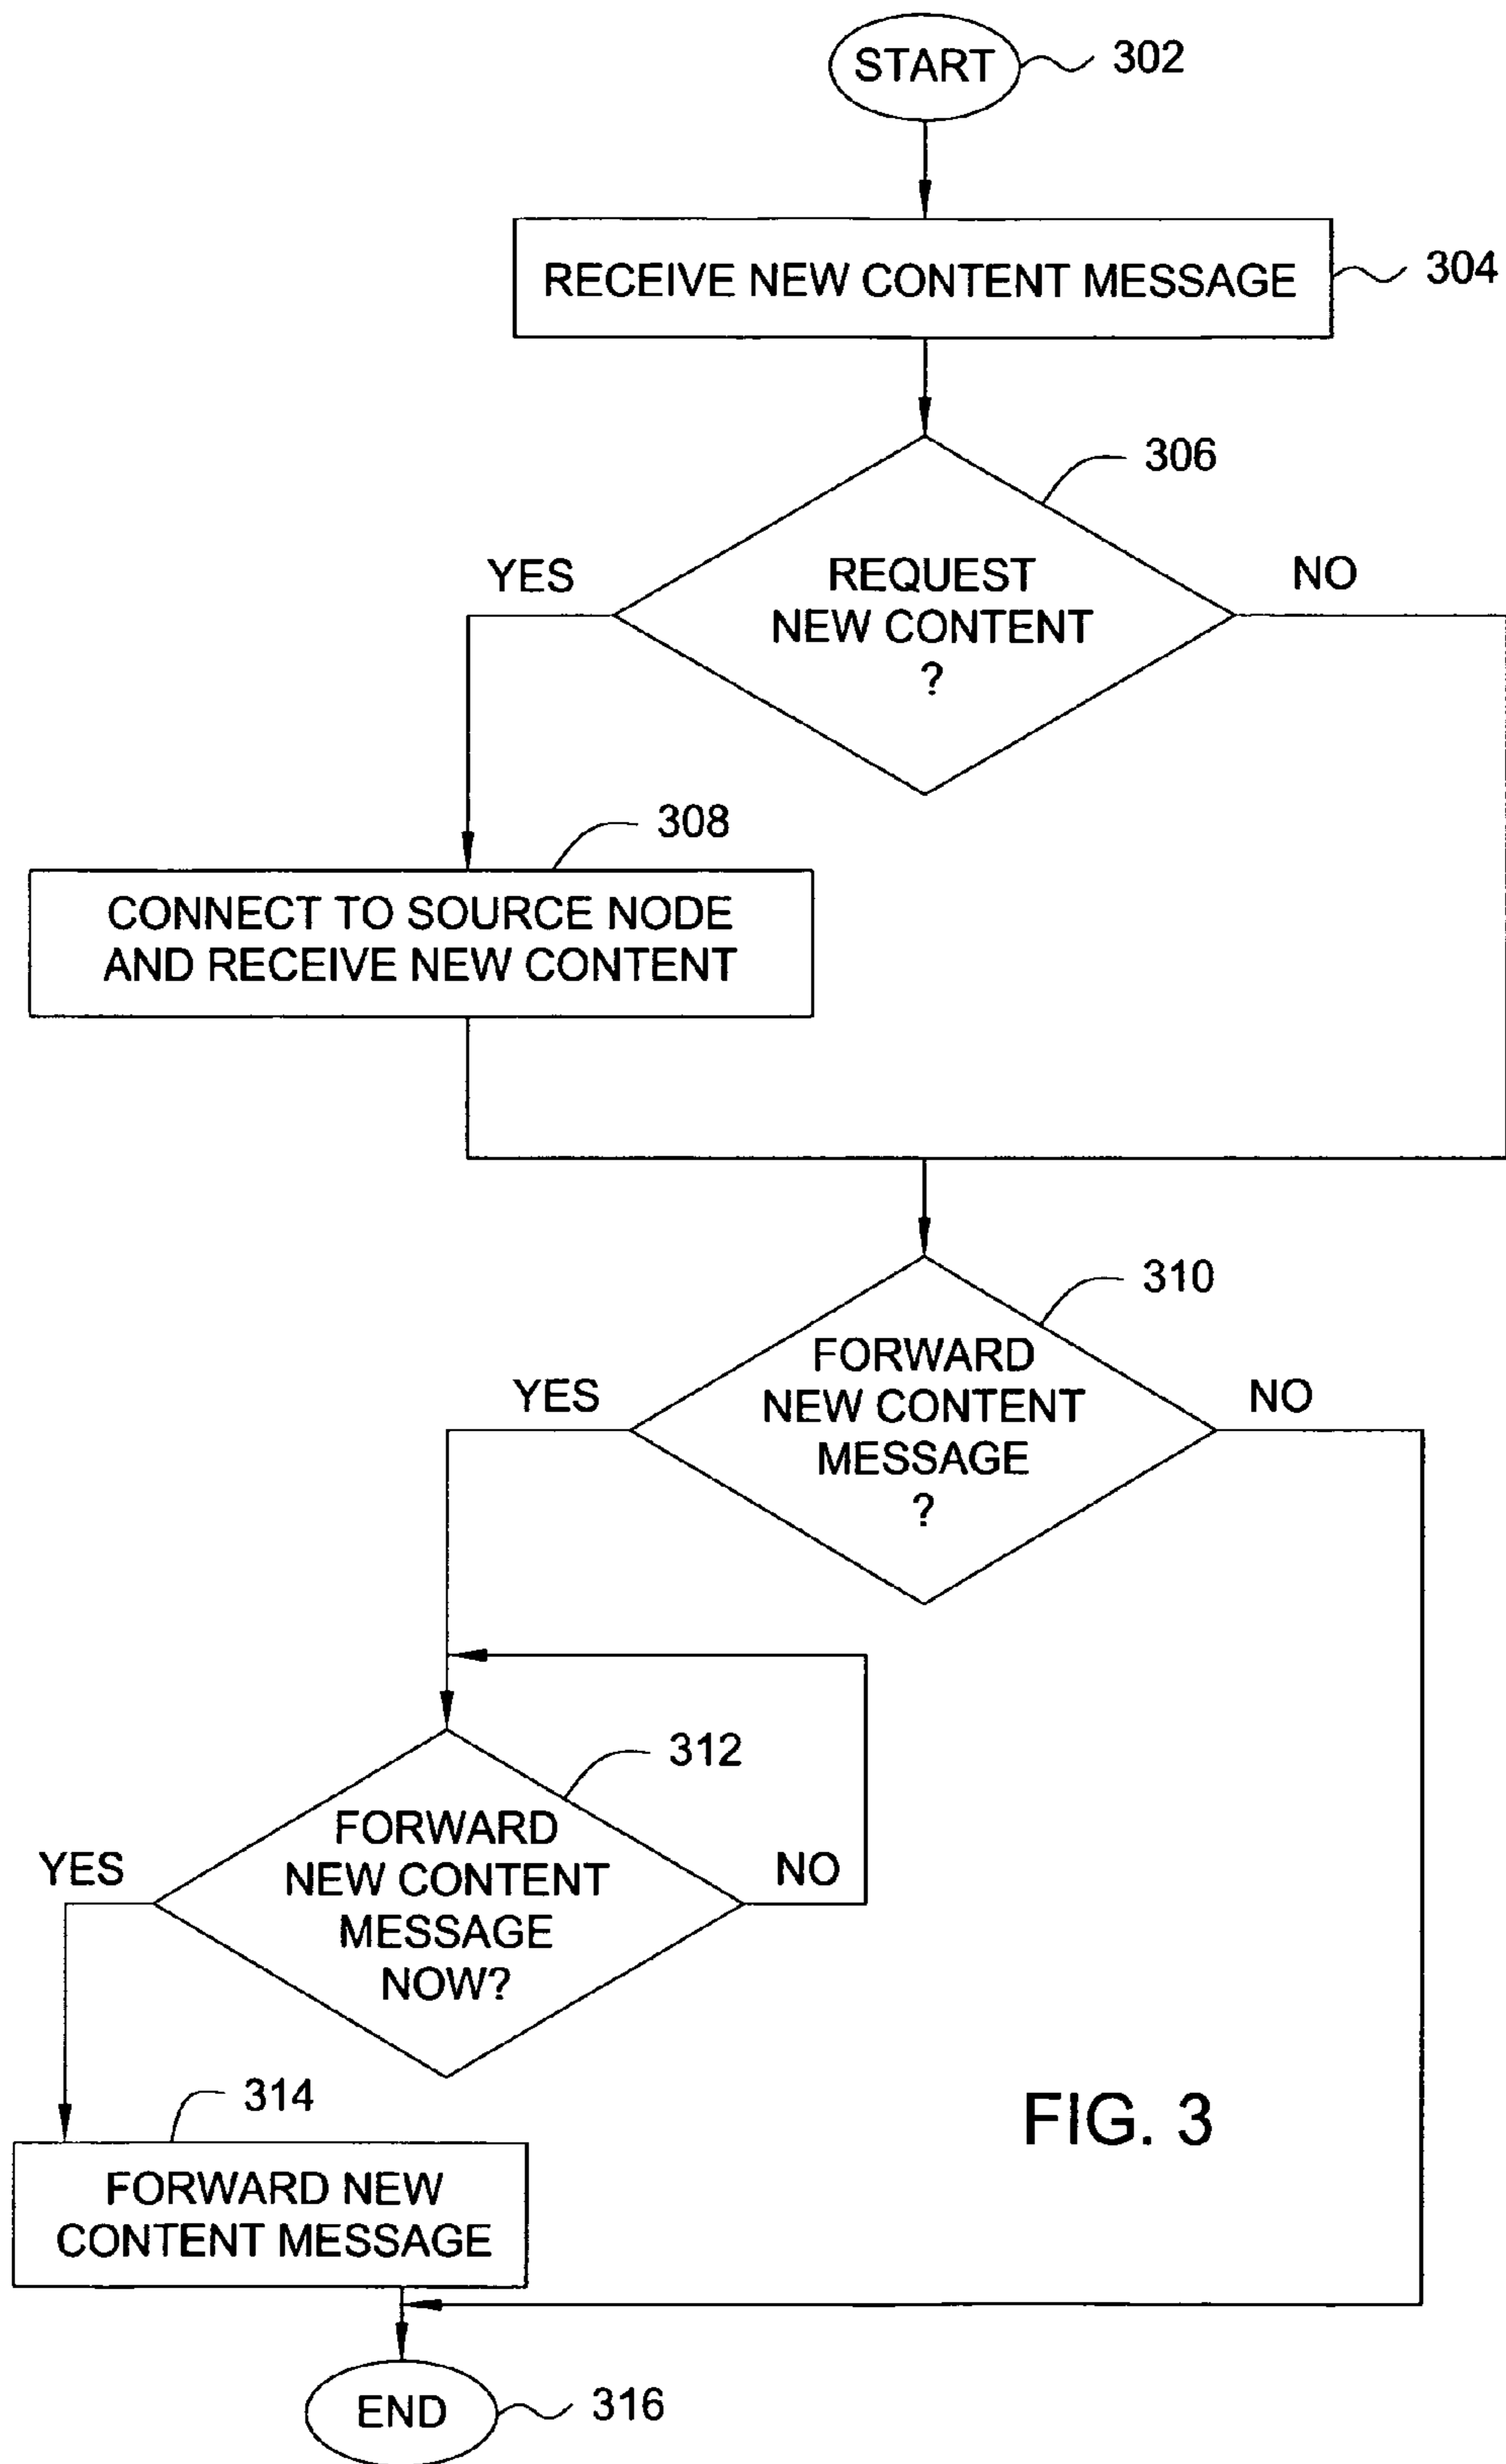 START
302
RECEIVE NEW CONTENT MESSAGE
304
306
REQUEST
NEW CONTENT
?
YES
NO
308
CONNECT TO SOURCE NODE
AND RECEIVE NEW CONTENT
310
FORWARD
NEW CONTENT
MESSAGE
?
YES
NO
312
FORWARD
NEW CONTENT
MESSAGE
NOW?
YES
NO
314
FORWARD NEW
CONTENT MESSAGE
FIG. 3
END
316